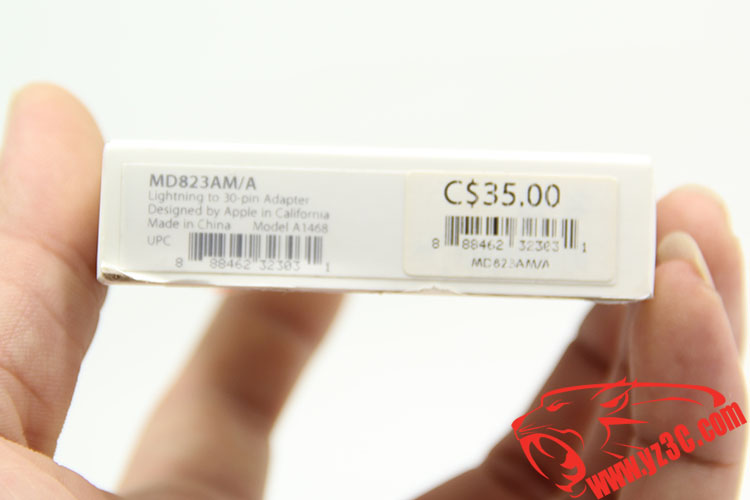 MD823AM/A
Lightning to 30-pin Adapter
Designed by Apple in California
Made in China Model A1468
UPC
8 88462 32303 1
C$35.00
8 88462 32303 1
MD823AM/A
www.yz3c.com